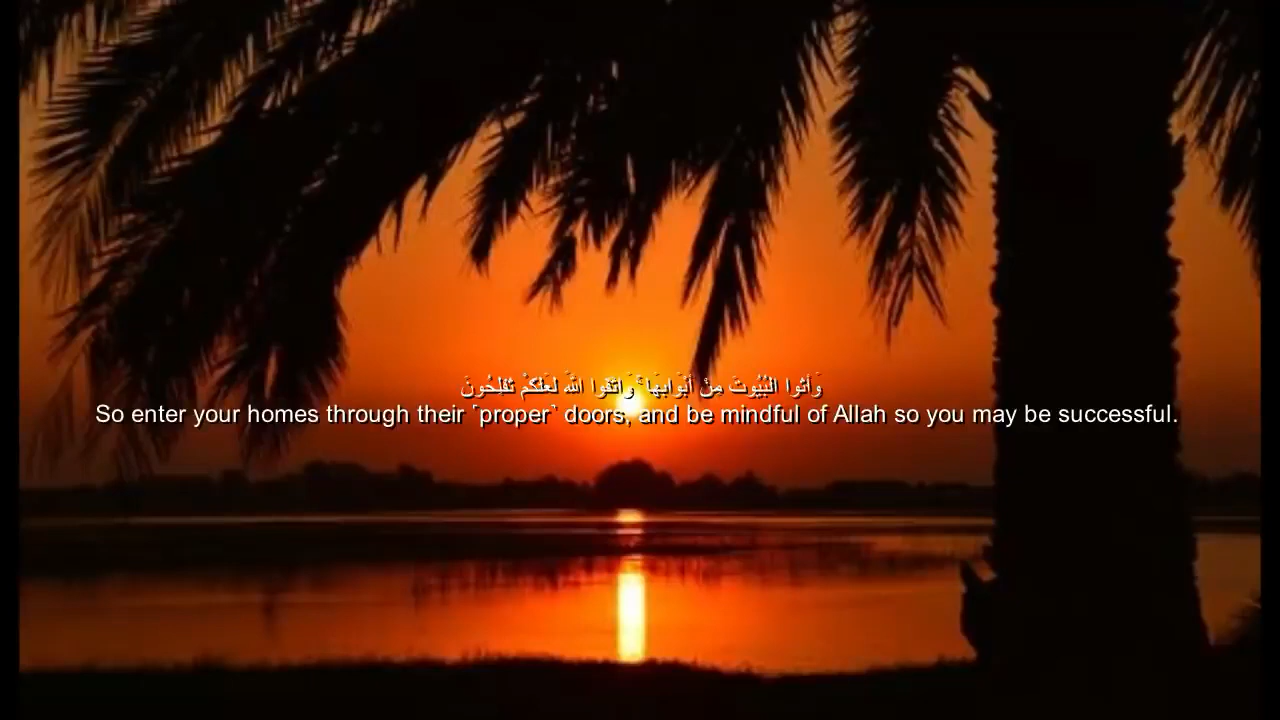 وَأْتُوا الْبُيُوتَ مِنْ أَبْوَابِهَا ۚ وَاتَّقُوا اللَّهَ لَعَلَّكُمْ تُفْلِحُونَ
So enter your homes through their ˹proper˺ doors, and be mindful of Allah so you may be successful.